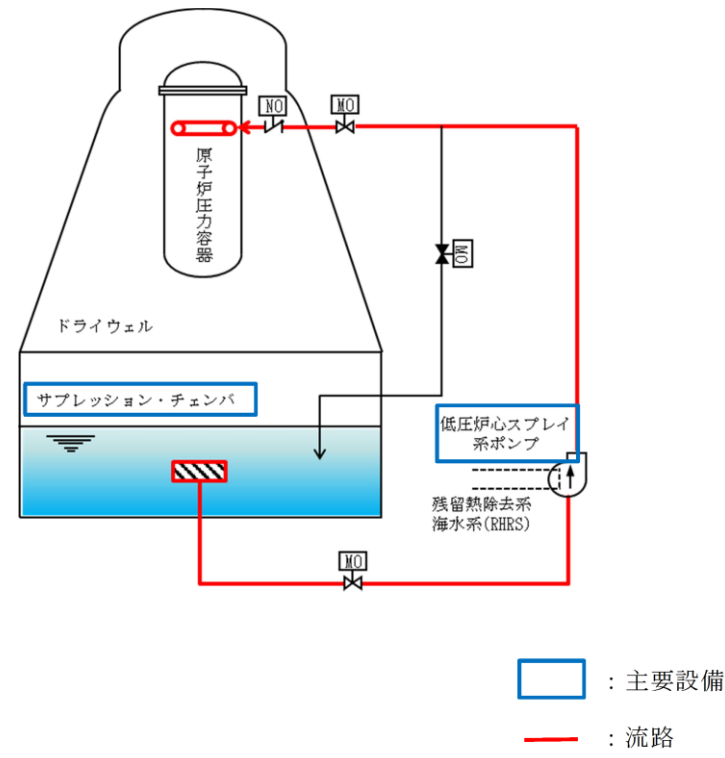 NO
MO
原子炉圧力容器
MO
ドライウェル
サプレッション・チェンバ
低圧炉心スプレイ
系ポンプ
残留熱除去系
海水系(RHRS)
MO
：主要設備
：流路